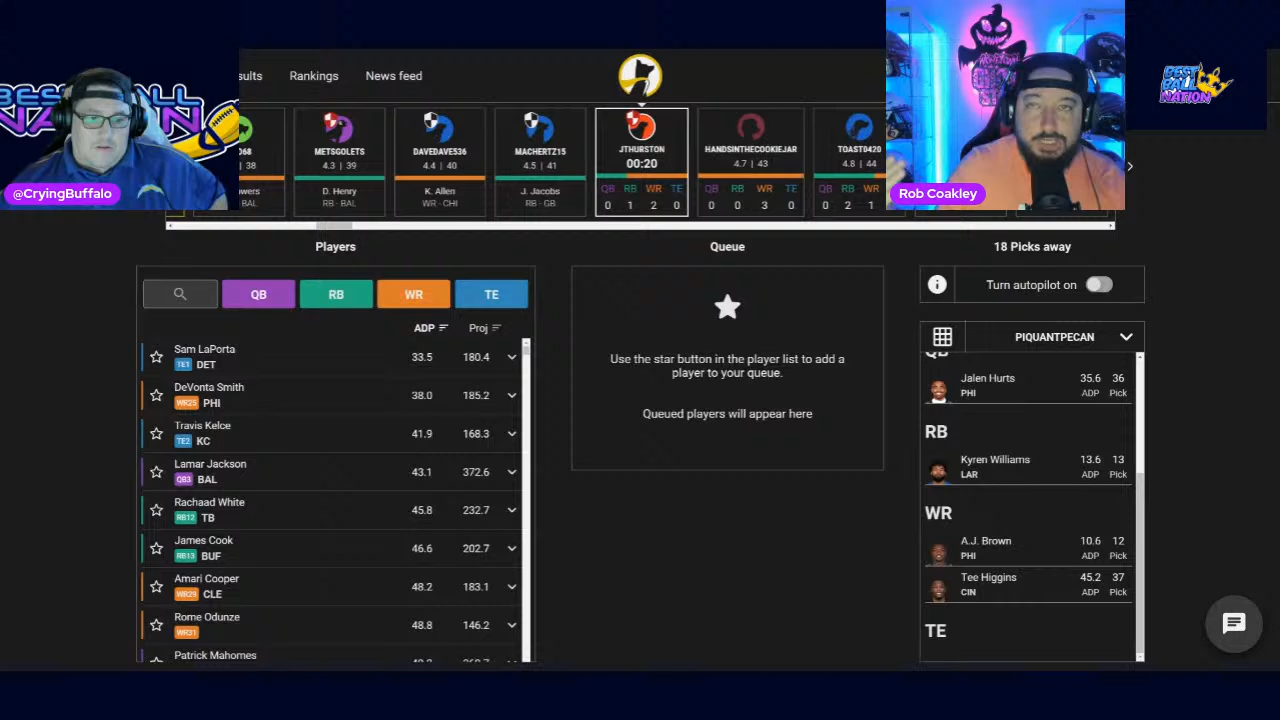 BEST BALL
NATION
@CryingBuffalo
Rob Coakley
BEST
BALL
NATION
Rankings
News feed
38
METSGOLETS
4.3 | 39
D. Henry
RB - BAL
DAVEDAVE536
4.4 | 40
K. Allen
WR - CHI
MACHERTZ15
4.5 | 41
J. Jacobs
RB - GB
JTHURSTON
00:20
QB RB WR TE
0 1 2 0
HANDSINTHECOOKIEJAR
4.7 | 43
QB RB WR TE
0 0 3 0
TOAST0420
4.8 | 44
QB RB WR
0 2 1
Players
Queue
18 Picks away
QB
RB
WR
TE
ADP
Proj
Sam LaPorta
TE1 DET
33.5
180.4
DeVonta Smith
WR25 PHI
38.0
185.2
Travis Kelce
TE2 KC
41.9
168.3
Lamar Jackson
QB3 BAL
43.1
372.6
Rachaad White
RB12 TB
45.8
232.7
James Cook
RB13 BUF
46.6
202.7
Amari Cooper
WR29 CLE
48.2
183.1
Rome Odunze
WR31
48.8
146.2
Patrick Mahomes
Use the star button in the player list to add a
player to your queue.
Queued players will appear here
Turn autopilot on
PIQUANTPECAN
QB
Jalen Hurts
PHI
35.6
ADP
36
Pick
RB
Kyren Williams
LAR
13.6
ADP
13
Pick
WR
A.J. Brown
PHI
10.6
ADP
12
Pick
Tee Higgins
CIN
45.2
ADP
37
Pick
TE